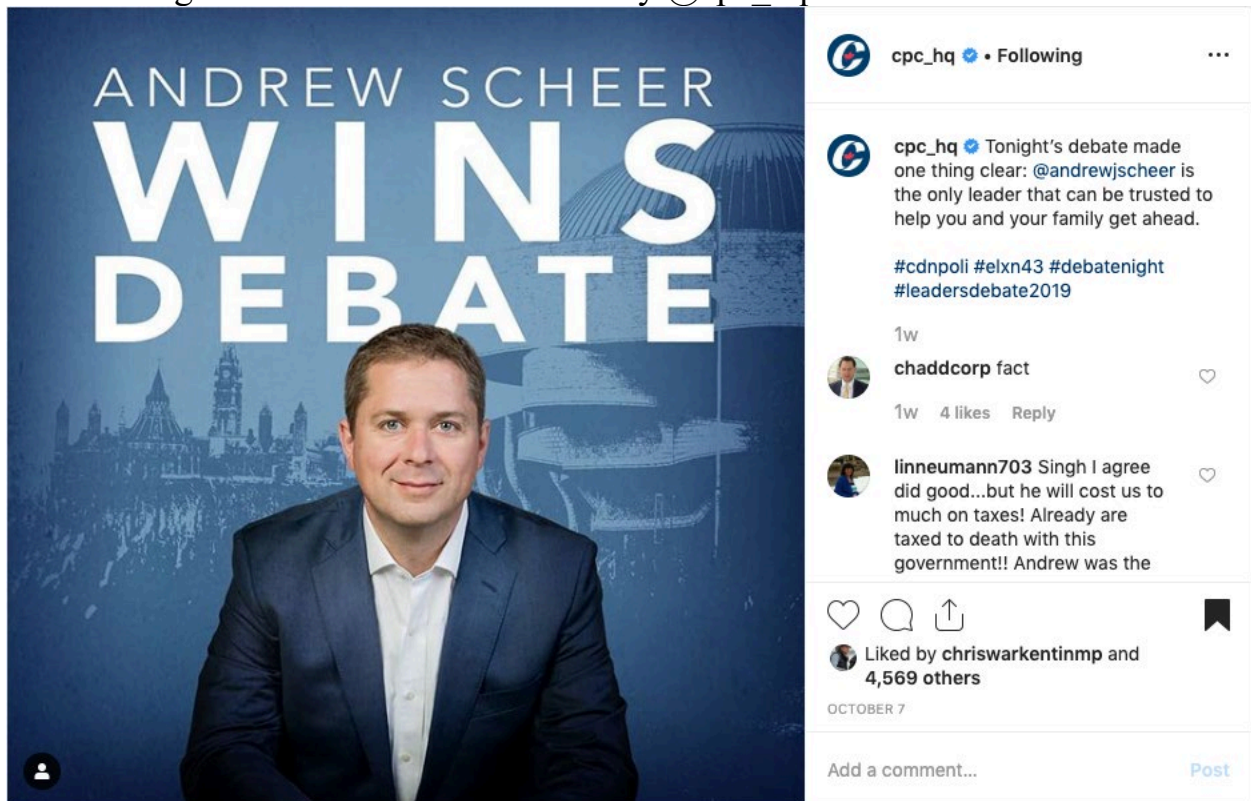 ANDREW SCHEER
WINS
DEBATE
cpc_hq • Following
cpc_hq Tonight's debate made
one thing clear: @andrewjscheer is
the only leader that can be trusted to
help you and your family get ahead.
#cdnpoli #elxn43 #debatenight
#leadersdebate2019
1w
chaddcorp fact
1w 4 likes Reply
linneumann703 Singh I agree
did good...but he will cost us to
much on taxes! Already are
taxed to death with this
government!! Andrew was the
Liked by chriswarkentinmp and
4,569 others
OCTOBER 7
Add a comment... Post